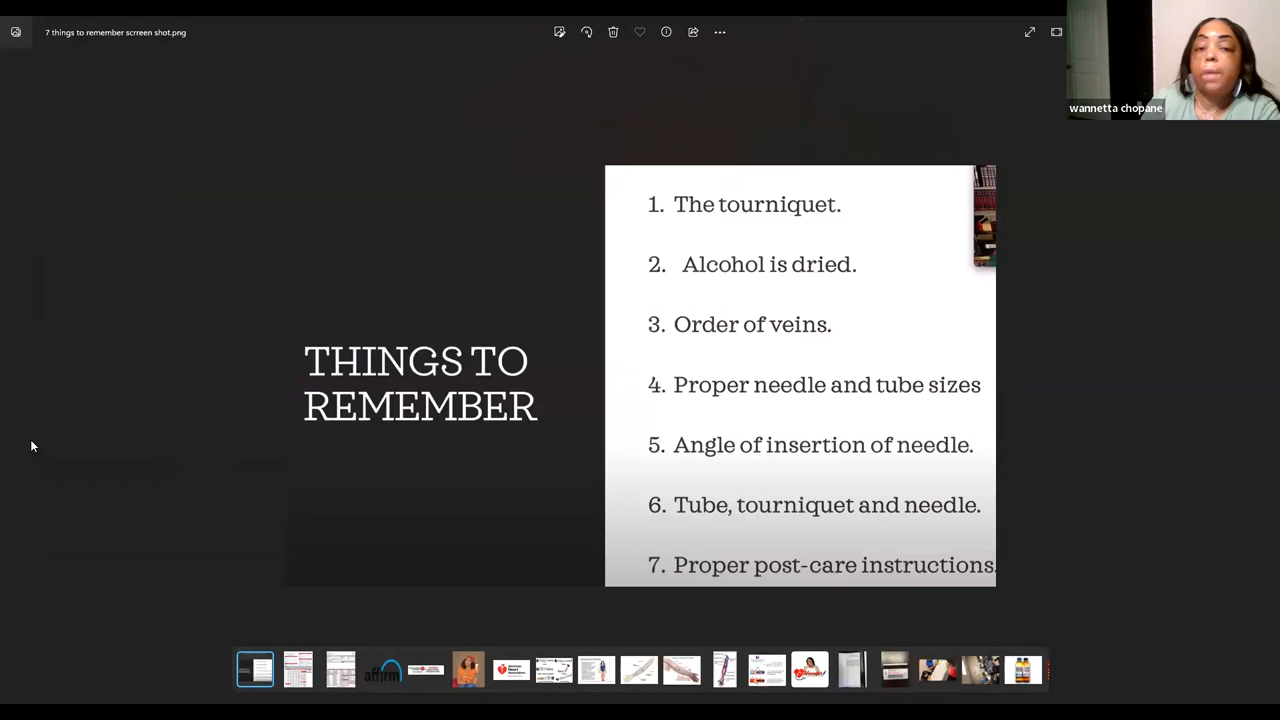 7 things to remember scrreen shot.png
wannetta chopane
THINGS TO
REMEMBER
1. The tourniquet.
2. Alcohol is dried.
3. Order of veins.
4. Proper needle and tube sizes
5. Angle of insertion of needle.
6. Tube, tourniquet and needle.
7. Proper post-care instructions.
affirm